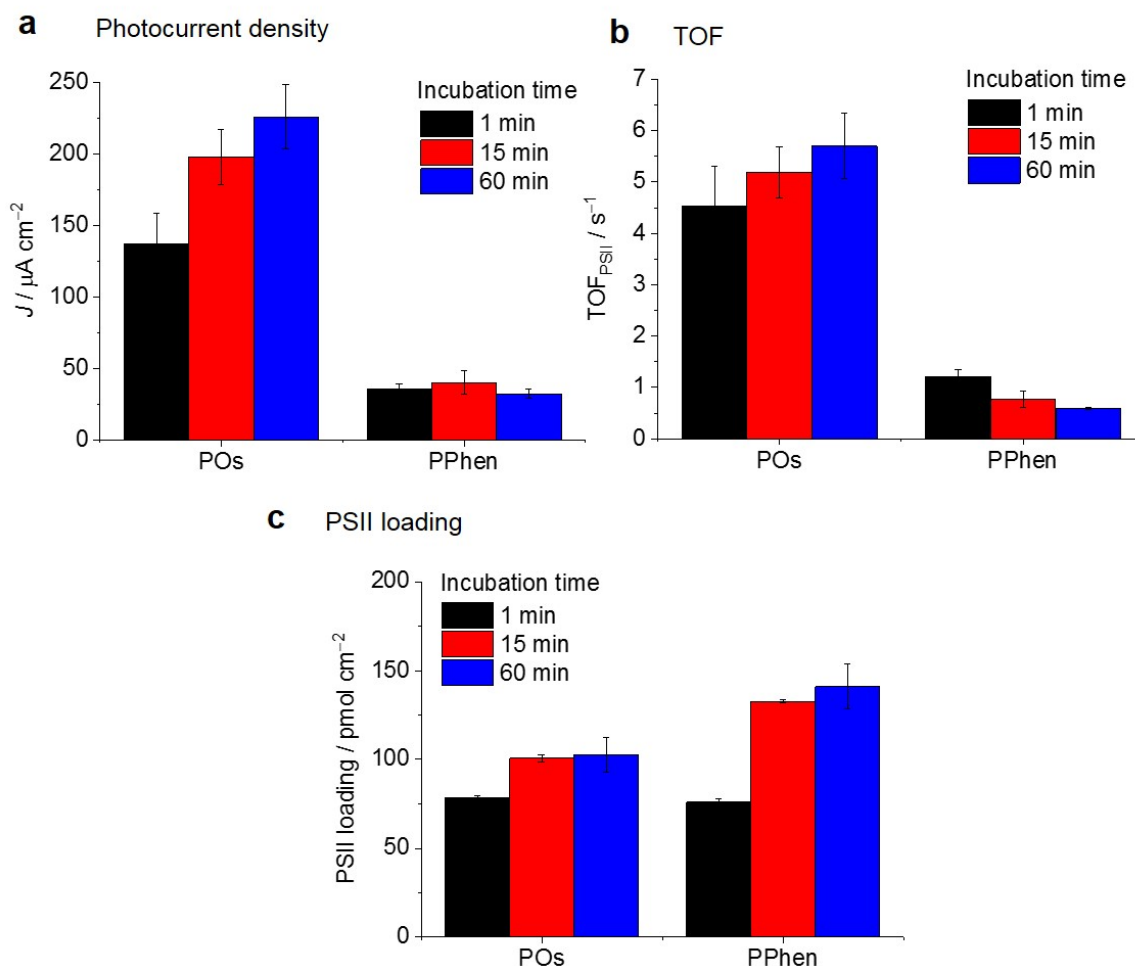 a Photocurrent density
250
200
150
100
50
0
J / μA cm⁻²
Incubation time
1 min
15 min
60 min
POs PPhen
b TOF
7
6
5
4
3
2
1
0
TOF_PSII / s⁻¹
Incubation time
1 min
15 min
60 min
POs PPhen
c PSII loading
200
150
100
50
0
PSII loading / pmol cm⁻²
Incubation time
1 min
15 min
60 min
POs PPhen